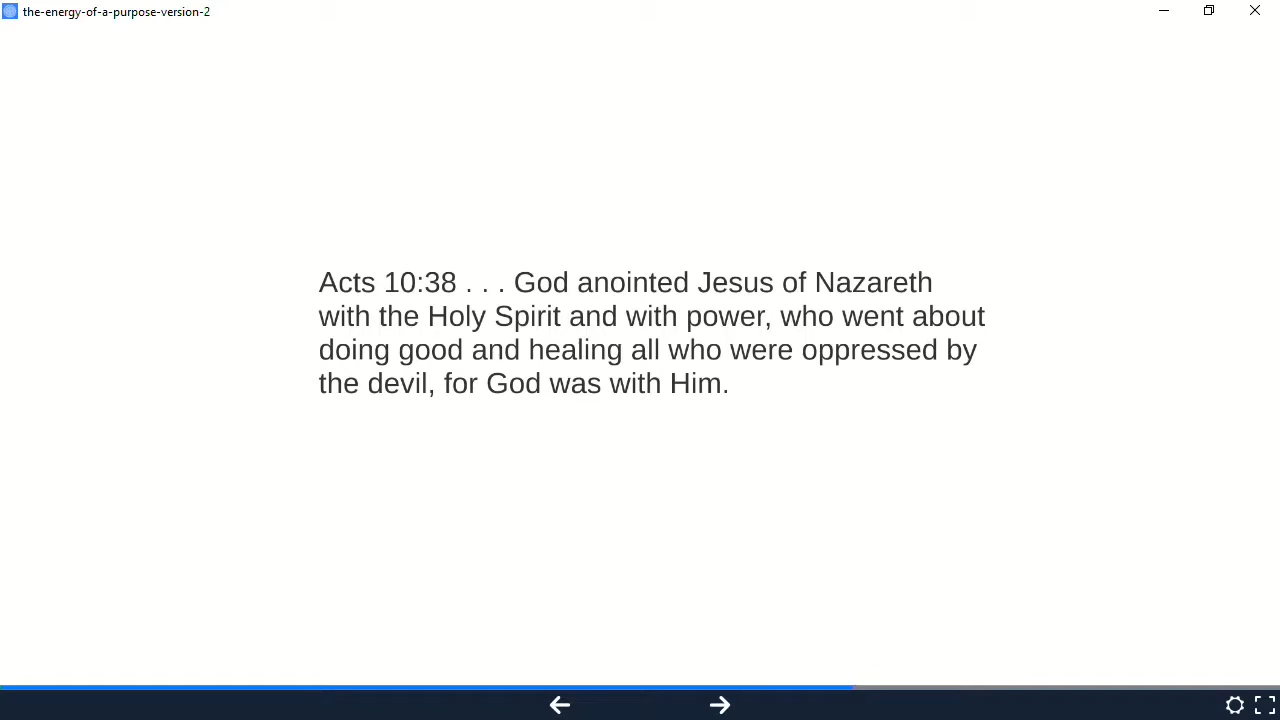 the-energy-of-a-purpose-version-2
Acts 10:38 . . . God anointed Jesus of Nazareth
with the Holy Spirit and with power, who went about
doing good and healing all who were oppressed by
the devil, for God was with Him.